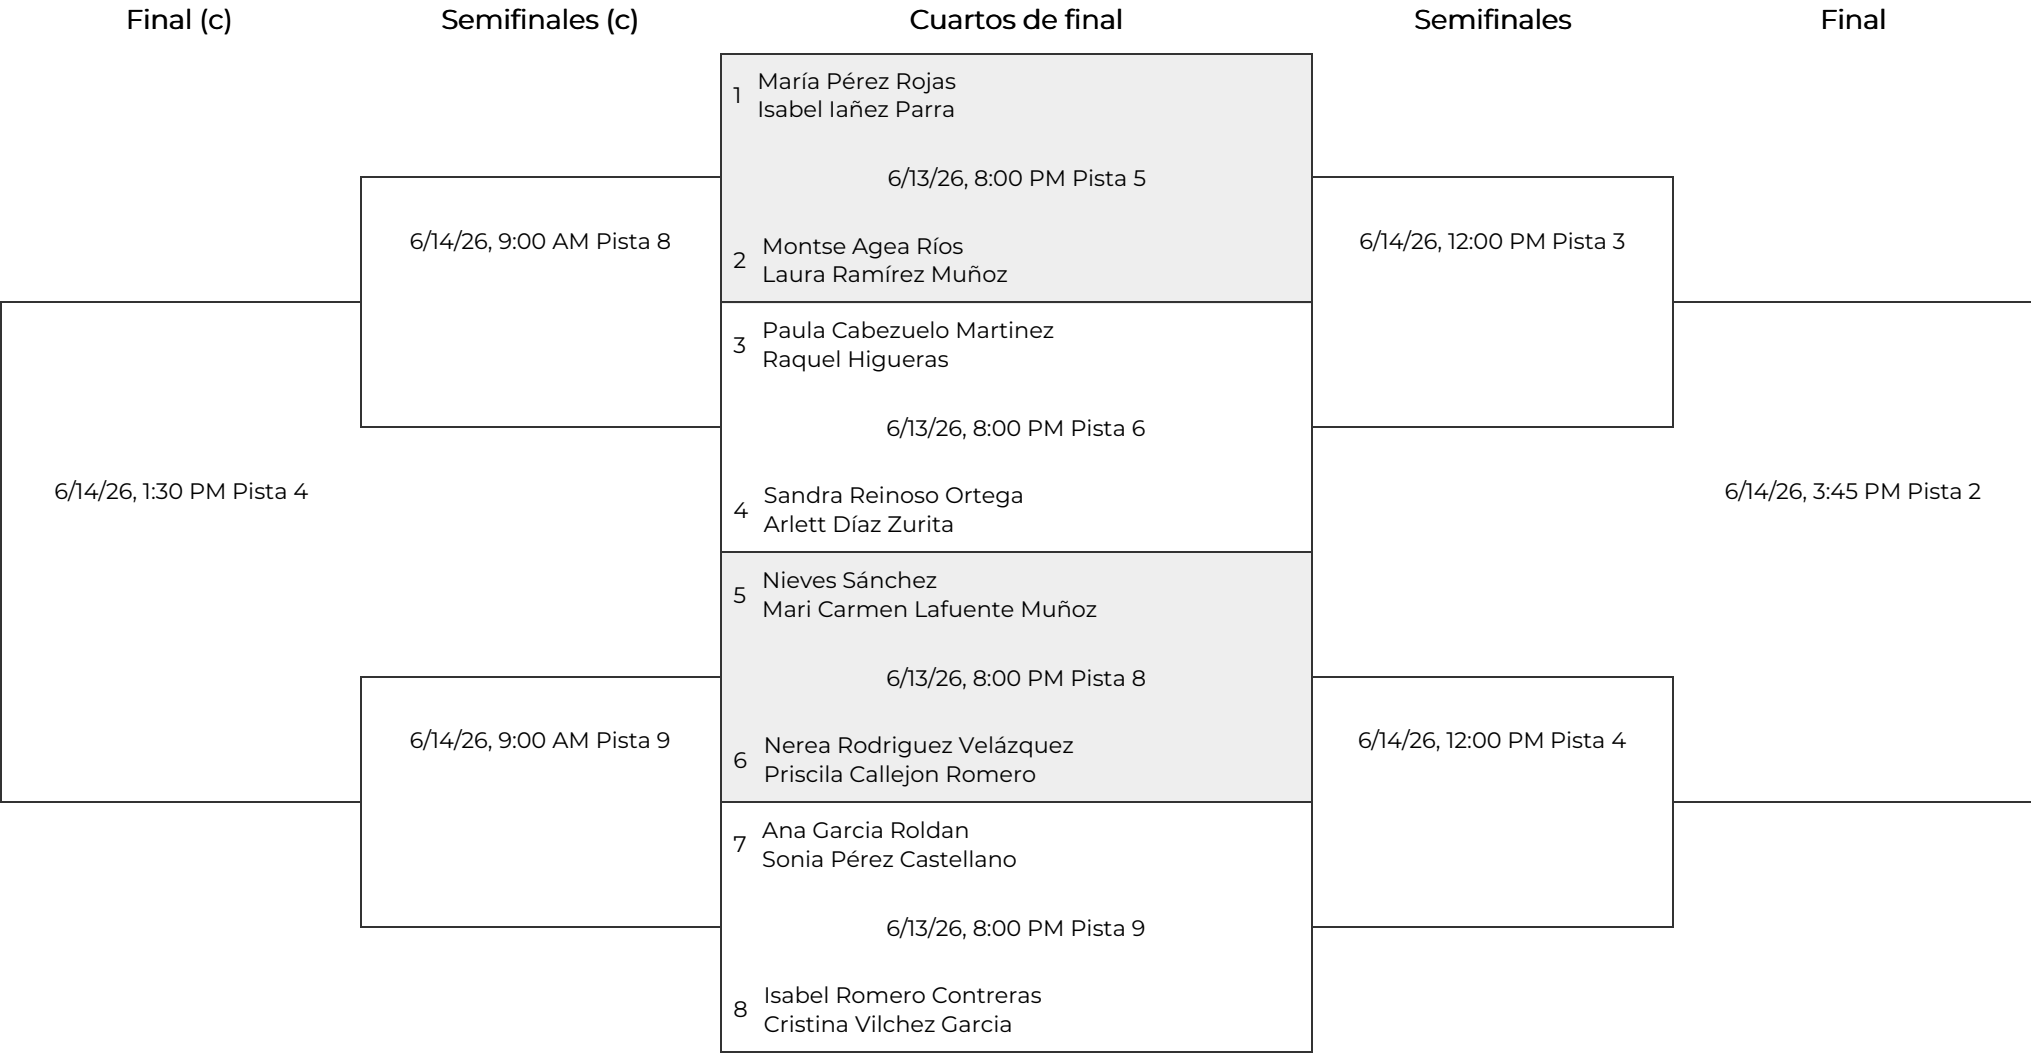 Final (c)
Semifinales (c)
Cuartos de final
Semifinales
Final
1
María Pérez Rojas
Isabel Iañez Parra
6/13/26, 8:00 PM Pista 5
2
Montse Agea Ríos
Laura Ramírez Muñoz
3
Paula Cabezuelo Martinez
Raquel Higueras
6/13/26, 8:00 PM Pista 6
4
Sandra Reinoso Ortega
Arlett Díaz Zurita
5
Nieves Sánchez
Mari Carmen Lafuente Muñoz
6/13/26, 8:00 PM Pista 8
6
Nerea Rodriguez Velázquez
Priscila Callejon Romero
7
Ana Garcia Roldan
Sonia Pérez Castellano
6/13/26, 8:00 PM Pista 9
8
Isabel Romero Contreras
Cristina Vilchez Garcia
6/14/26, 9:00 AM Pista 8
6/14/26, 9:00 AM Pista 9
6/14/26, 1:30 PM Pista 4
6/14/26, 12:00 PM Pista 3
6/14/26, 12:00 PM Pista 4
6/14/26, 3:45 PM Pista 2